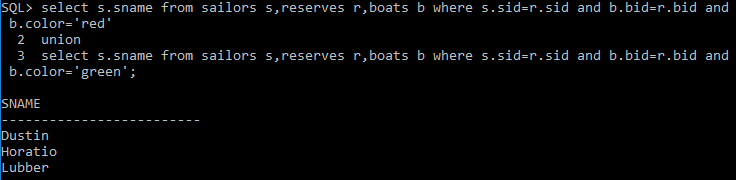 SQL> select s.sname from sailors s,reserves r,boats b where s.sid=r.sid and b.bid=r.bid and
 b.color='red'
  2  union
  3  select s.sname from sailors s,reserves r,boats b where s.sid=r.sid and b.bid=r.bid and
 b.color='green';
SNAME
-------------------------
Dustin
Horatio
Lubber